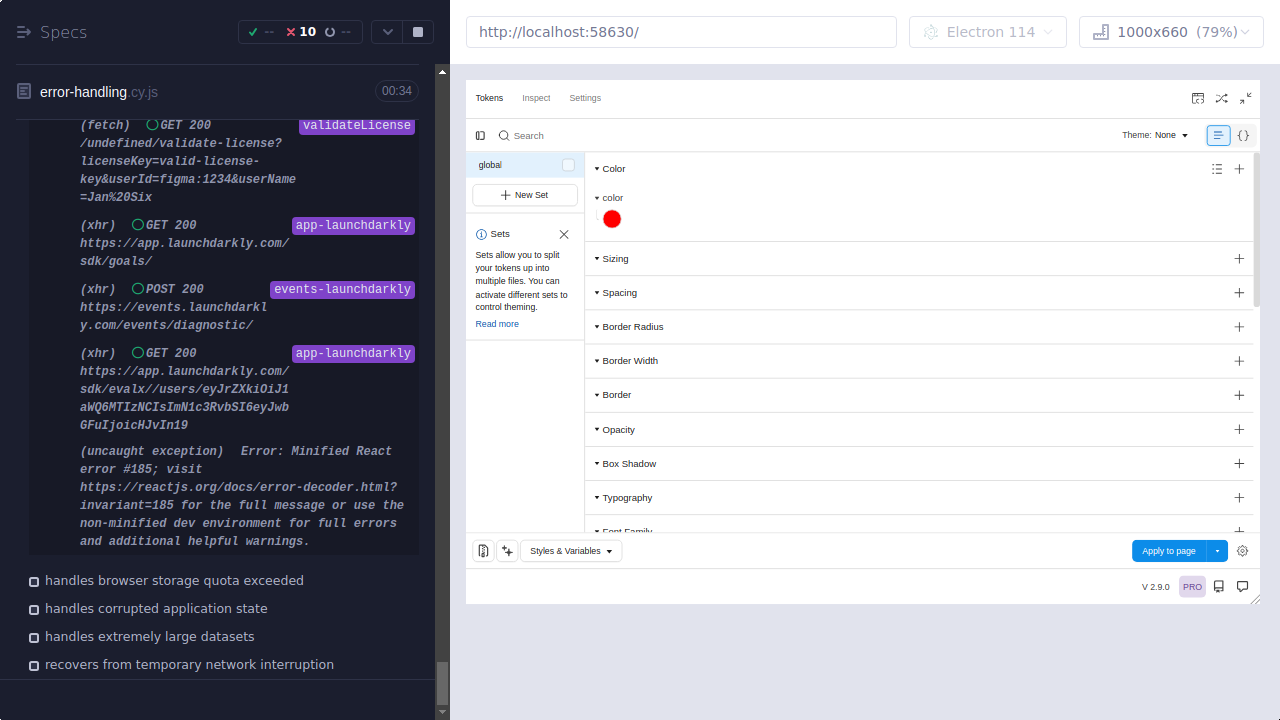 Specs
--
10
--
error-handling.cy.js
00:34
(fetch) GET 200 validateLicense
/undefined/validate-license?
licenseKey=valid-license-
key&userId=figma:1234&userName
=Jan%20Six
(xhr) GET 200 app-launchdarkly
https://app.launchdarkly.com/
sdk/goals/
(xhr) POST 200 events-launchdarkly
https://events.launchdarkl
y.com/events/diagnostic/
(xhr) GET 200 app-launchdarkly
https://app.launchdarkly.com/
sdk/evalx//users/eyJrZXkiOiJ1
aWQ6MTIzNCIsImN1c3RvbSI6eyJwb
GFuIjoicHJvIn19
(uncaught exception) Error: Minified React
error #185; visit
https://reactjs.org/docs/error-decoder.html?
invariant=185 for the full message or use the
non-minified dev environment for full errors
and additional helpful warnings.
handles browser storage quota exceeded
handles corrupted application state
handles extremely large datasets
recovers from temporary network interruption
http://localhost:58630/
Electron 114
1000x660 (79%)
Tokens
Inspect
Settings
Search
Theme: None
global
New Set
Sets
Sets allow you to split
your tokens up into
multiple files. You can
activate different sets to
control theming.
Read more
Color
color
Sizing
Spacing
Border Radius
Border Width
Border
Opacity
Box Shadow
Typography
Font Family
Styles & Variables
Apply to page
V 2.9.0
PRO